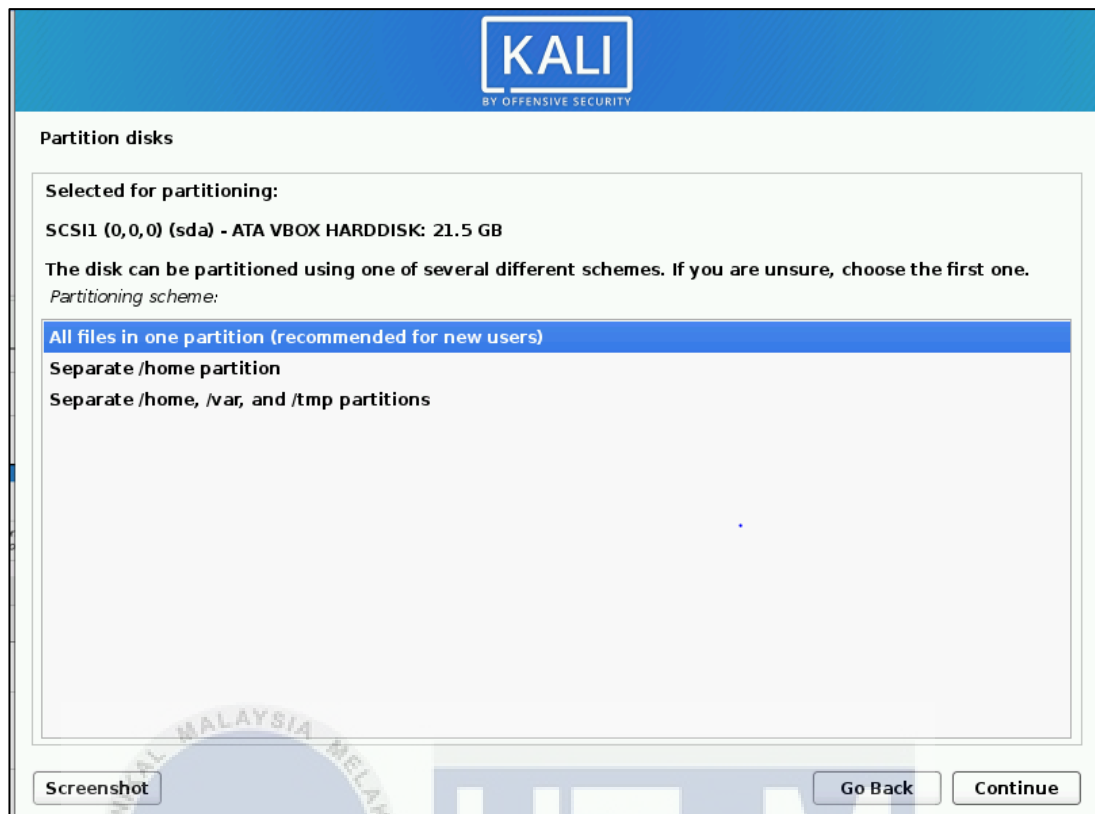 KALI
BY OFFENSIVE SECURITY
Partition disks
Selected for partitioning:
SCSI1 (0,0,0) (sda) - ATA VBOX HARDDISK: 21.5 GB
The disk can be partitioned using one of several different schemes. If you are unsure, choose the first one.
Partitioning scheme:
All files in one partition (recommended for new users)
Separate /home partition
Separate /home, /var, and /tmp partitions
MALAYSIA
Screenshot
Go Back
Continue